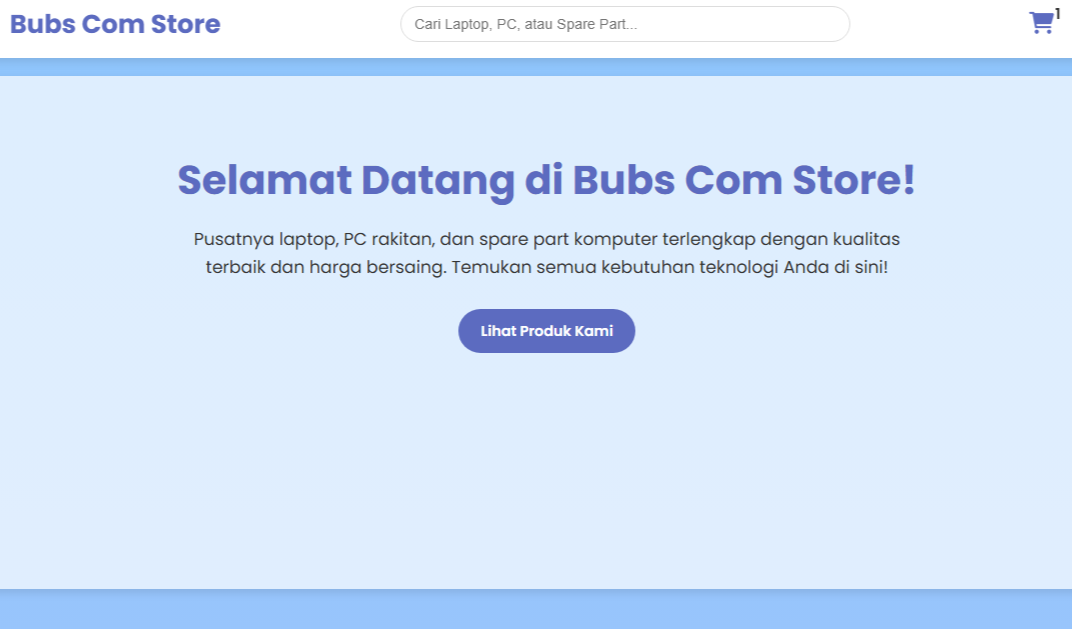 Bubs Com Store
Cari Laptop, PC, atau Spare Part...
1
Selamat Datang di Bubs Com Store!
Pusatnya laptop, PC rakitan, dan spare part komputer terlengkap dengan kualitas
terbaik dan harga bersaing. Temukan semua kebutuhan teknologi Anda di sini!
Lihat Produk Kami